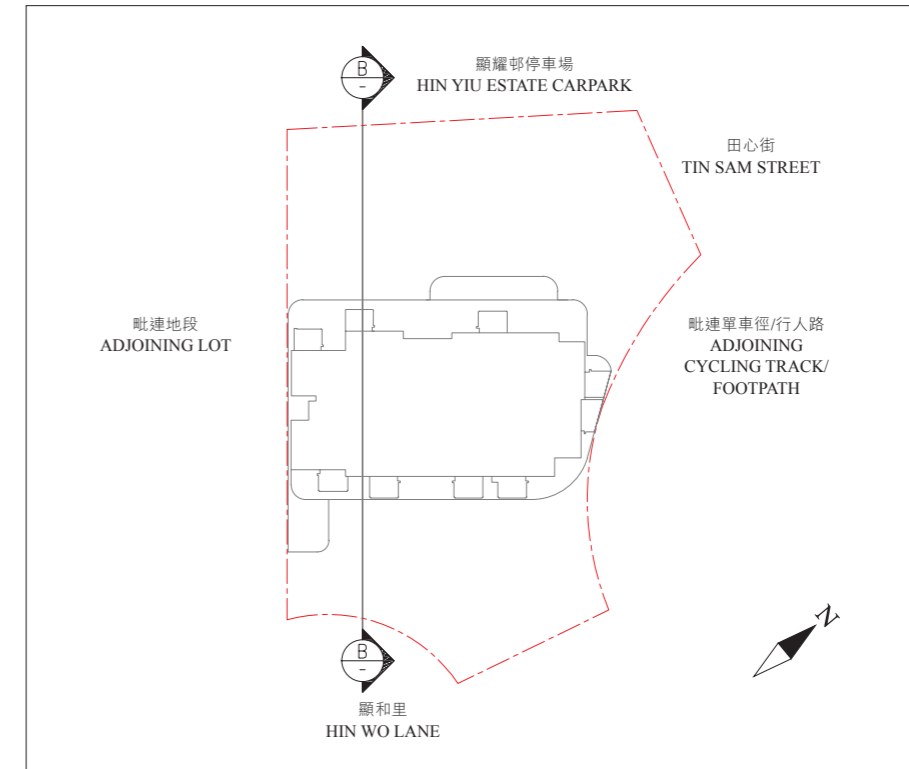 B
-
顯耀邨停車場
HIN YIU ESTATE CARPARK
田心街
TIN SAM STREET
毗連地段
ADJOINING LOT
毗連單車徑/行人路
ADJOINING
CYCLING TRACK/
FOOTPATH
N
B
-
顯和里
HIN WO LANE